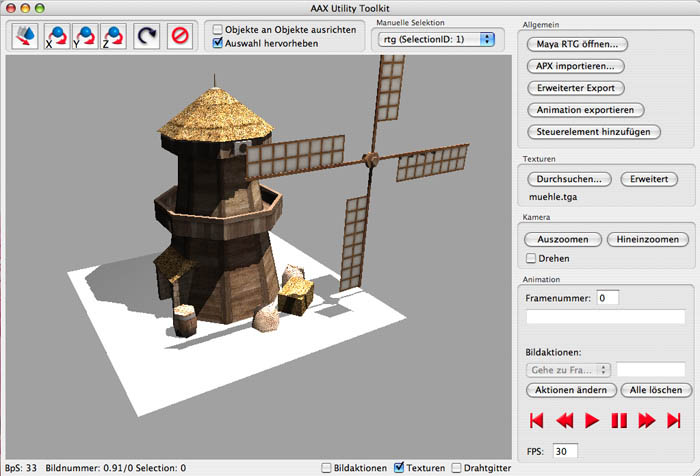 AAX Utility Toolkit
X
Y
Z
Objekte an Objekte ausrichten
Auswahl hervorheben
Manuelle Selektion
rtg (SelectionID: 1)
Allgemein
Maya RTG öffnen...
APX importieren...
Erweiterter Export
Animation exportieren
Steuerelement hinzufügen
Texturen
Durchsuchen...
Erweitert
muehle.tga
Kamera
Auszoomen
Hineinzoomen
Drehen
Animation
Framenummer:
0
Bildaktionen:
Gehe zu Fra...
Aktionen ändern
Alle löschen
FPS:
30
BpS: 33 Bildnummer: 0.91/0 Selection: 0
Bildaktionen
Texturen
Drahtgitter